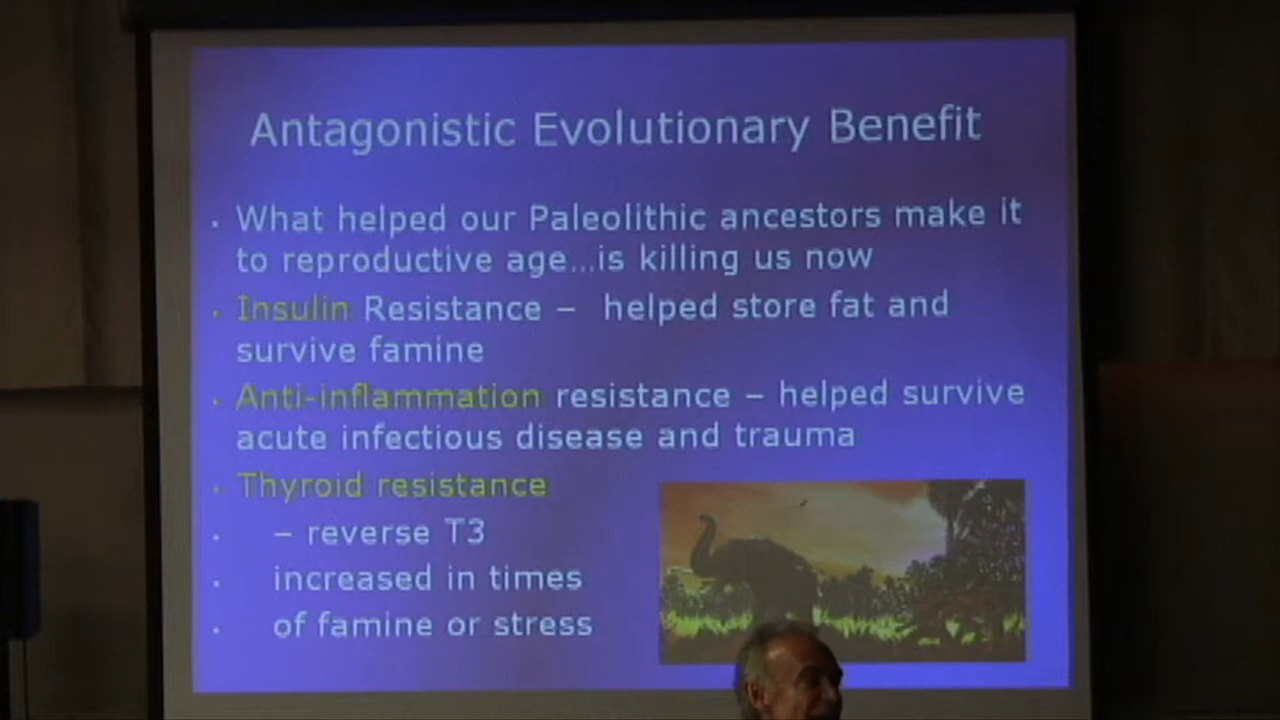 Antagonistic Evolutionary Benefit
• What helped our Paleolithic ancestors make it
to reproductive age...is killing us now
• Insulin Resistance – helped store fat and
survive famine
• Anti-inflammation resistance – helped survive
acute infectious disease and trauma
• Thyroid resistance
• – reverse T3
• increased in times
• of famine or stress